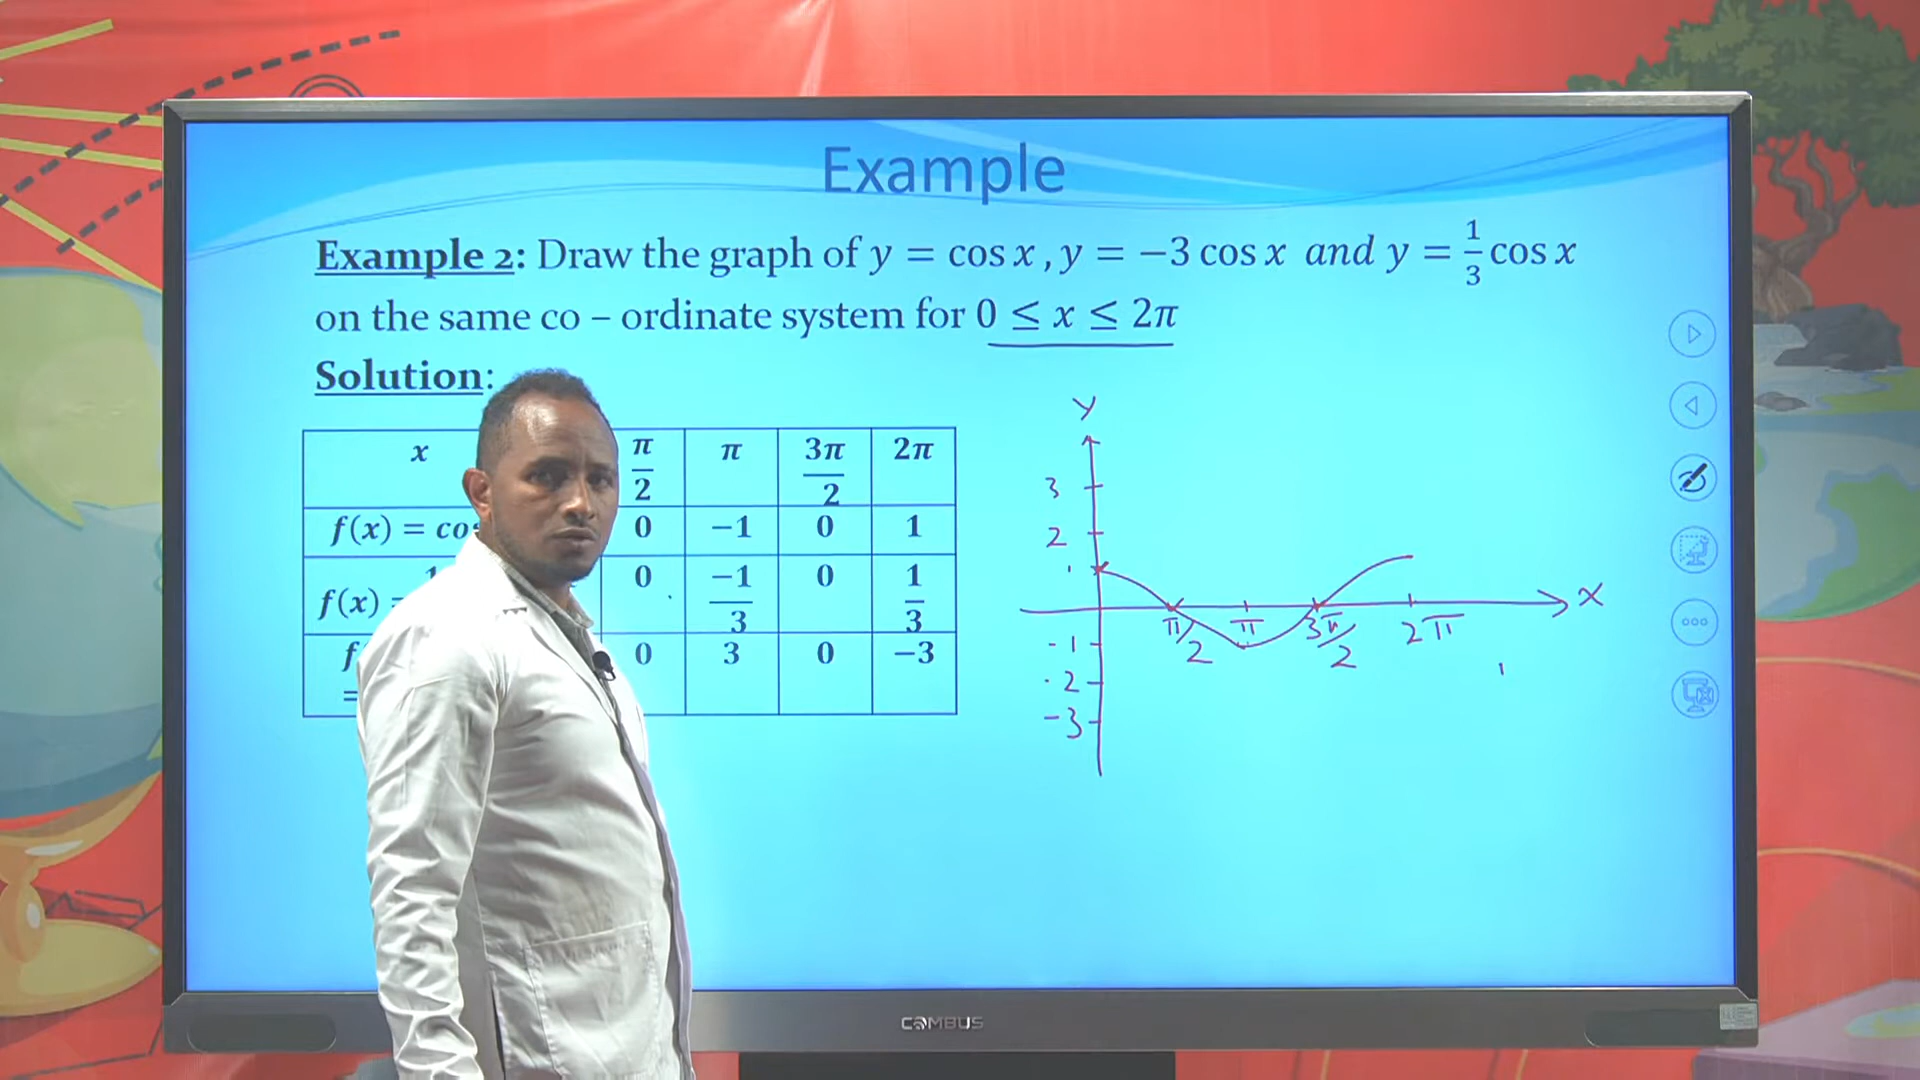 Example
Example 2: Draw the graph of y = cos x , y = −3 cos x and y = 1/3 cos x
on the same co – ordinate system for 0 ≤ x ≤ 2π
Solution:
x π/2 π 3π/2 2π
f(x) = cos 0 −1 0 1
f(x) = 0 −1/3 0 1/3
f 0 3 0 −3
=
y
3
2
x
π/2 π 3π/2 2π
-1
-2
-3
CAMBUS